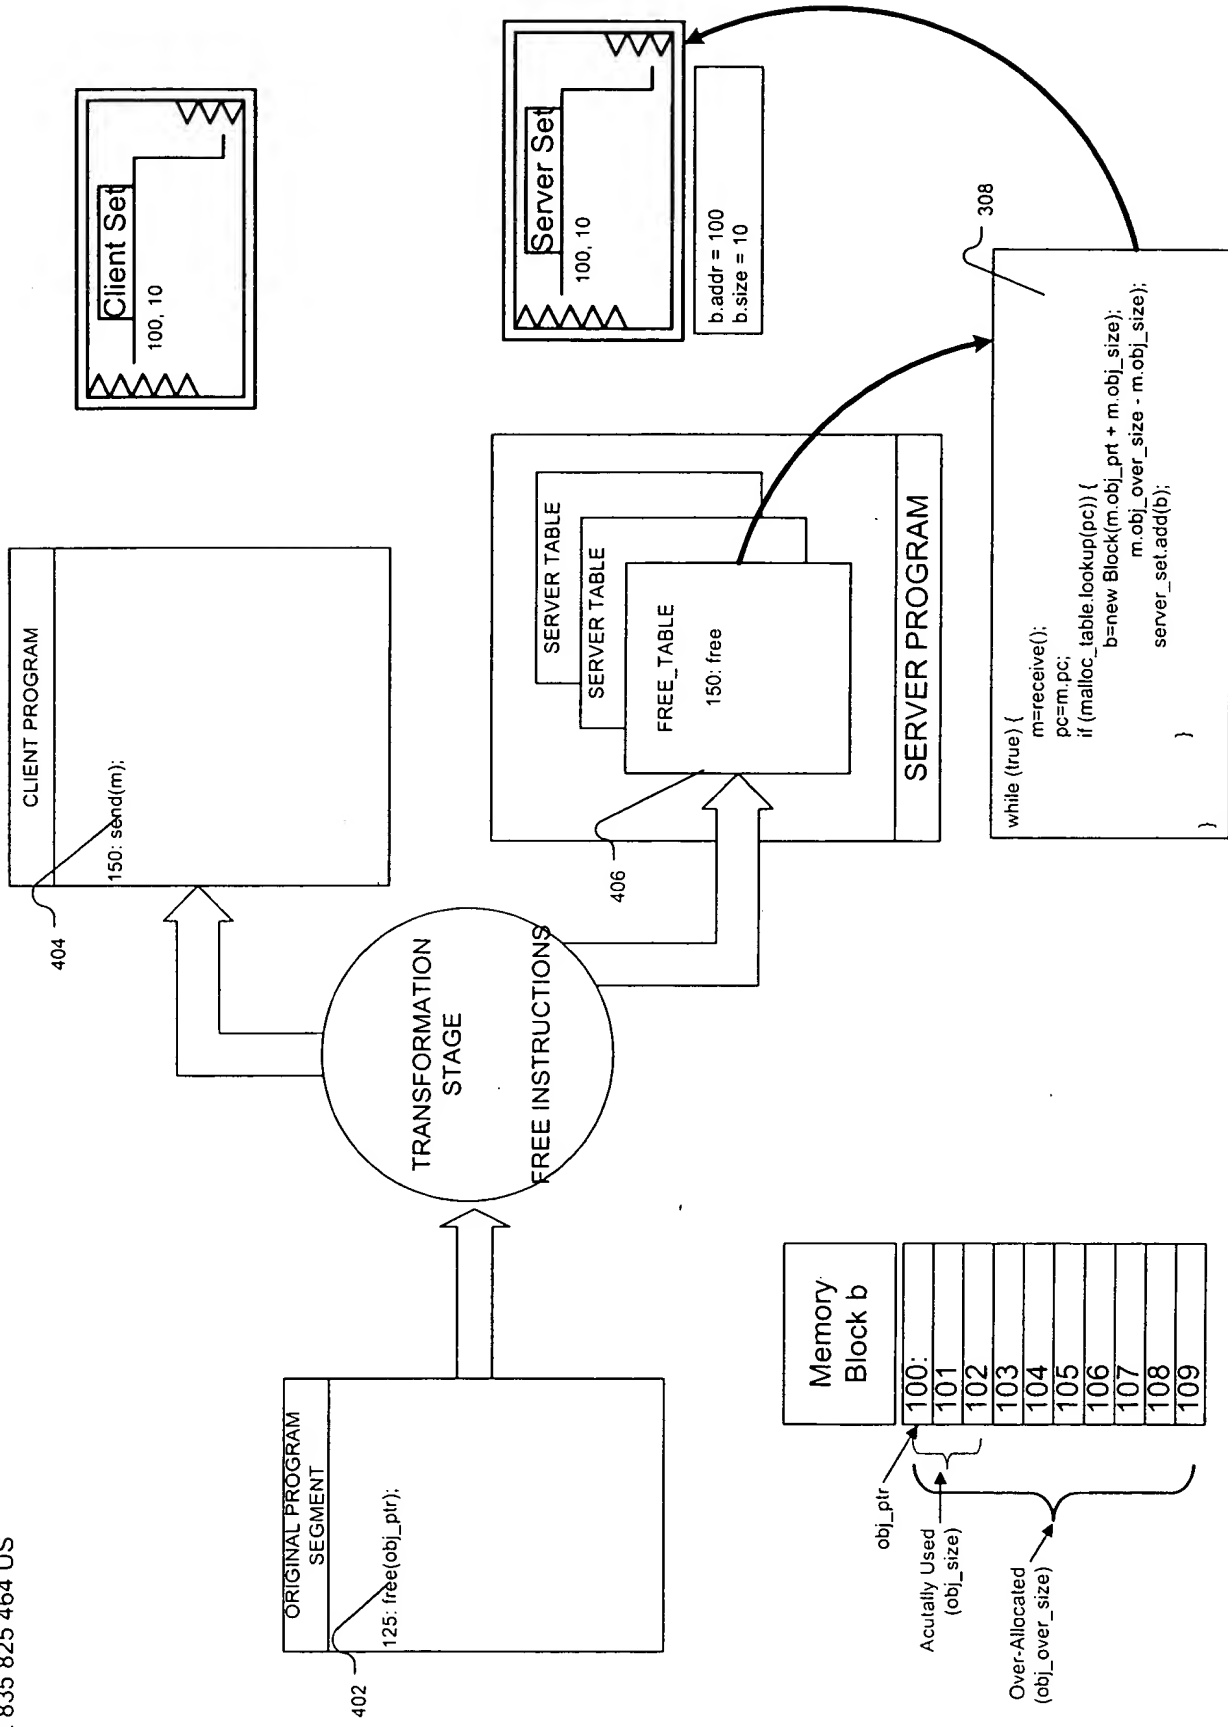 835 825 464 US
ORIGINAL PROGRAM
SEGMENT
125: free(obj_ptr);
402
TRANSFORMATION
STAGE
FREE INSTRUCTIONS
CLIENT PROGRAM
150: send(m);
404
Client Set
100, 10
SERVER TABLE
SERVER TABLE
FREE_TABLE
150: free
SERVER PROGRAM
406
Server Set
100, 10
b.addr = 100
b.size = 10
308
while (true) {
m=receive();
pc=m.pc;
if (malloc_table.lookup(pc)) {
b=new Block(m.obj_prt + m.obj_size);
m.obj_over_size - m.obj_size);
server_set.add(b);
}
}
Memory
Block b
100:
101
102
103
104
105
106
107
108
109
obj_ptr
Acutally Used
(obj_size)
Over-Allocated
(obj_over_size)